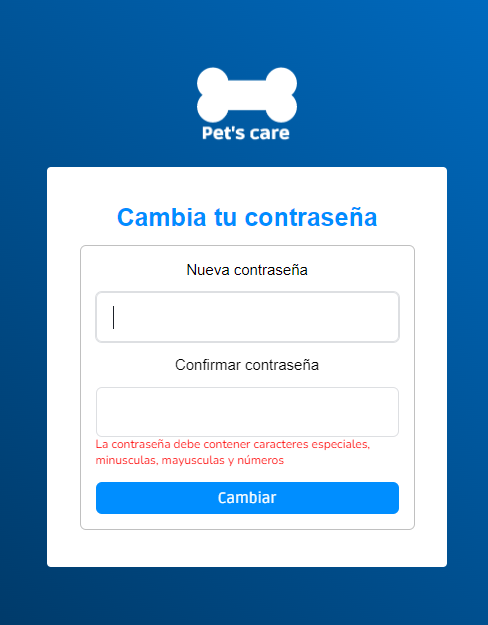 Pet's care
Cambia tu contraseña
Nueva contraseña
Confirmar contraseña
La contraseña debe contener caracteres especiales,
minusculas, mayusculas y números
Cambiar